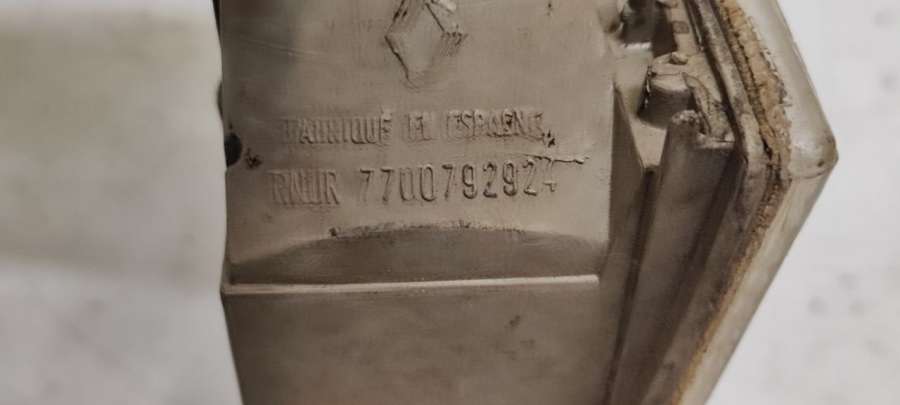 FABRIQUE EN ESPAGNE
RNUR 7700792924